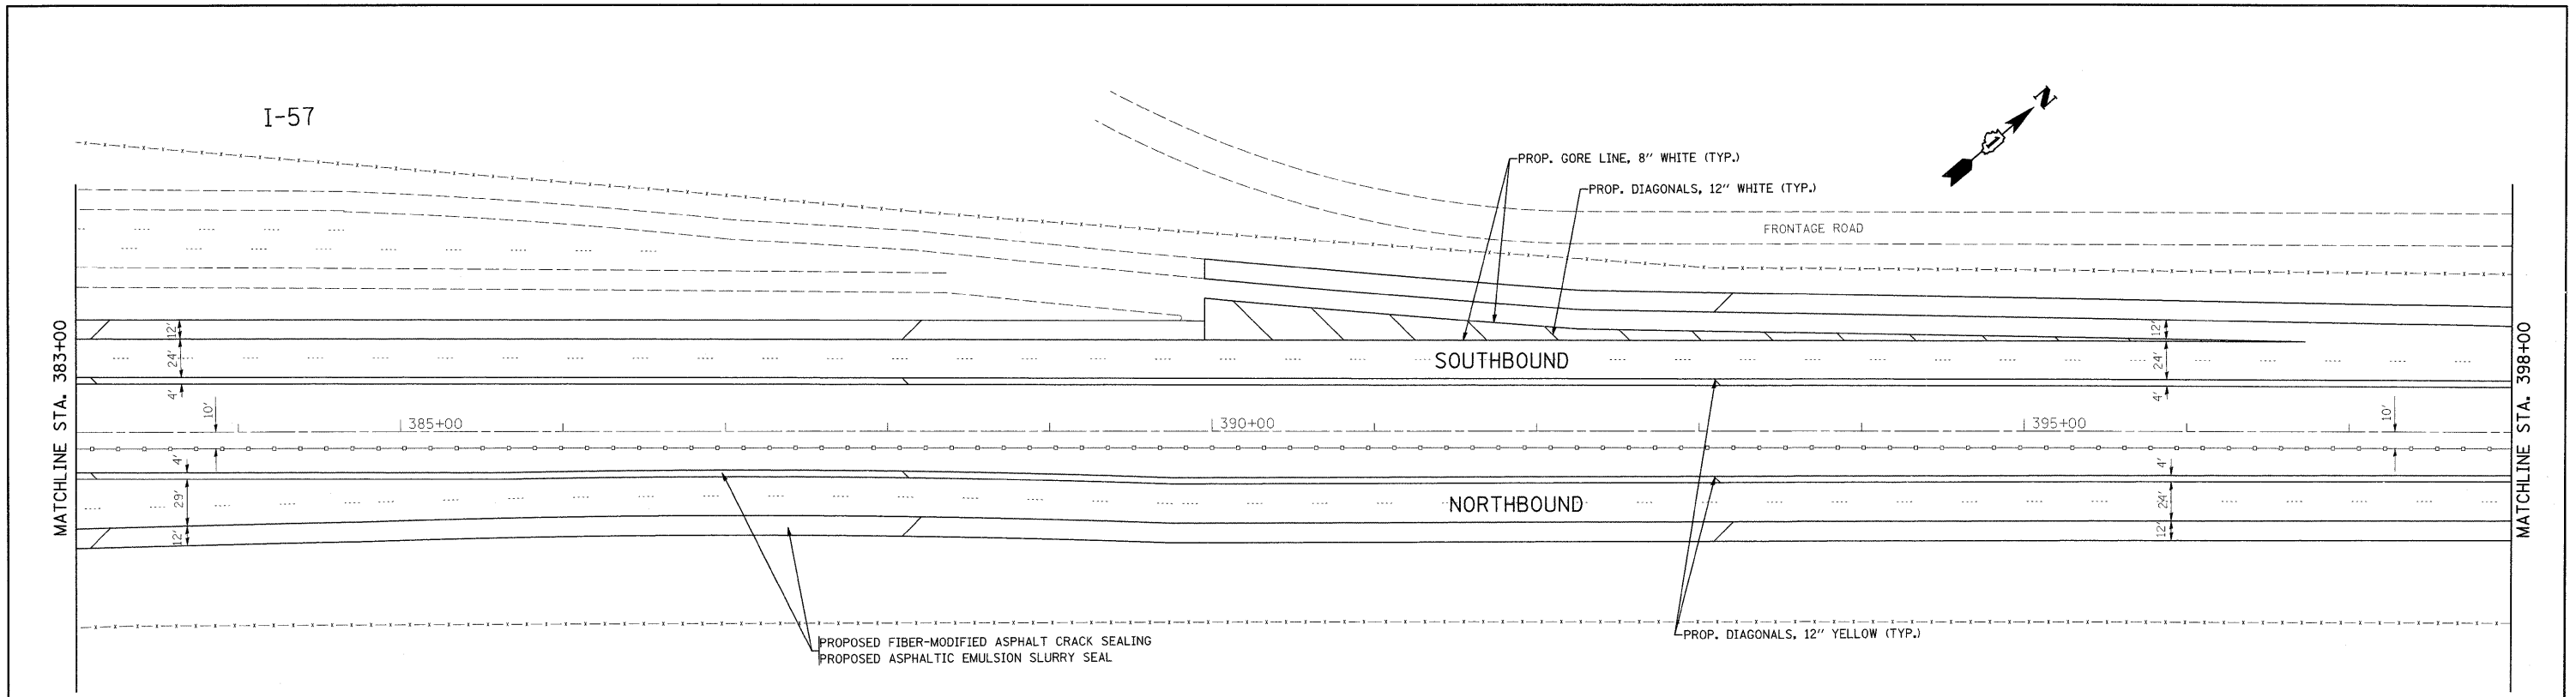 I-57
N
PROP. GORE LINE, 8" WHITE (TYP.)
PROP. DIAGONALS, 12" WHITE (TYP.)
FRONTAGE ROAD
MATCHLINE STA. 383+00
12'
24'
4'
10'
SOUTHBOUND
12'
24'
4'
10'
MATCHLINE STA. 398+00
385+00
390+00
395+00
4'
29'
12'
NORTHBOUND
4'
24'
12'
PROPOSED FIBER-MODIFIED ASPHALT CRACK SEALING
PROPOSED ASPHALTIC EMULSION SLURRY SEAL
PROP. DIAGONALS, 12" YELLOW (TYP.)